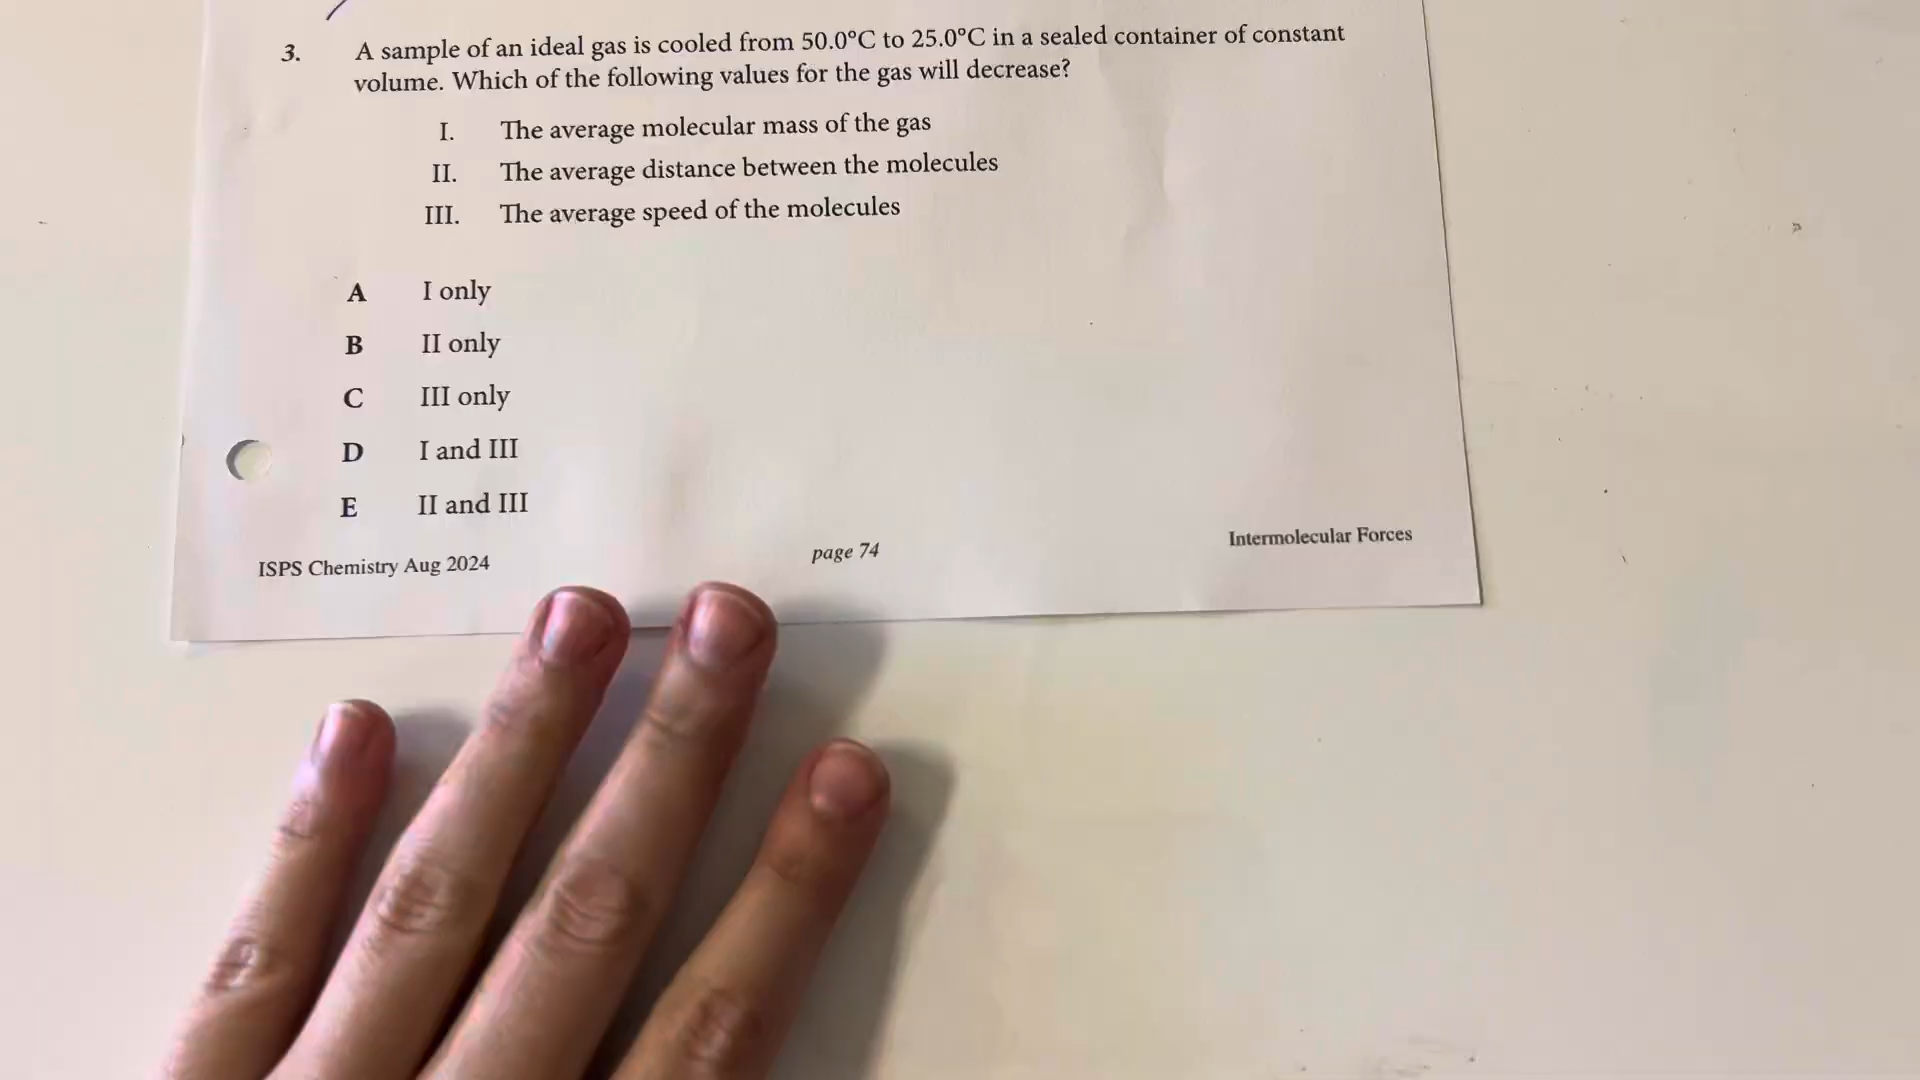 3. A sample of an ideal gas is cooled from 50.0°C to 25.0°C in a sealed container of constant
volume. Which of the following values for the gas will decrease?
I. The average molecular mass of the gas
II. The average distance between the molecules
III. The average speed of the molecules
A I only
B II only
C III only
D I and III
E II and III
ISPS Chemistry Aug 2024 page 74 Intermolecular Forces